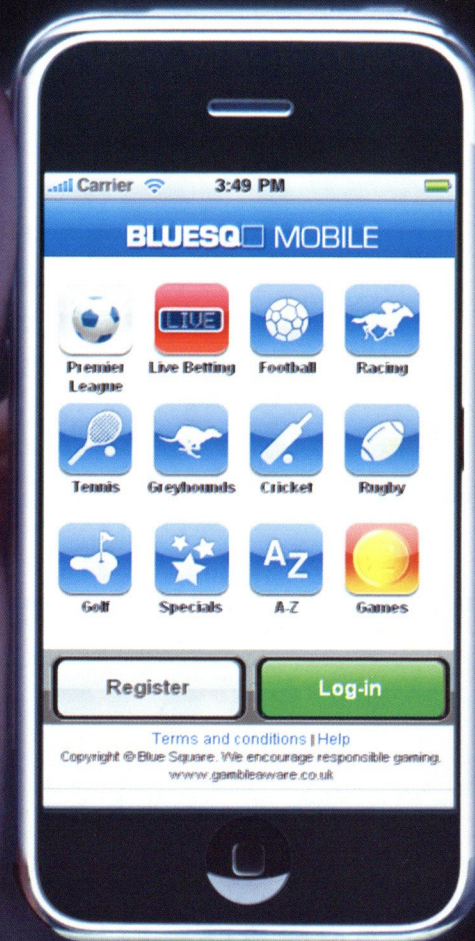 Carrier 3:49 PM
BLUESQ□ MOBILE
Premier League
LIVE
Live Betting
Football
Racing
Tennis
Greyhounds
Cricket
Rugby
Golf
Specials
AZ
A-Z
Games
Register
Log-in
Terms and conditions | Help
Copyright © Blue Square. We encourage responsible gaming.
www.gambleaware.co.uk